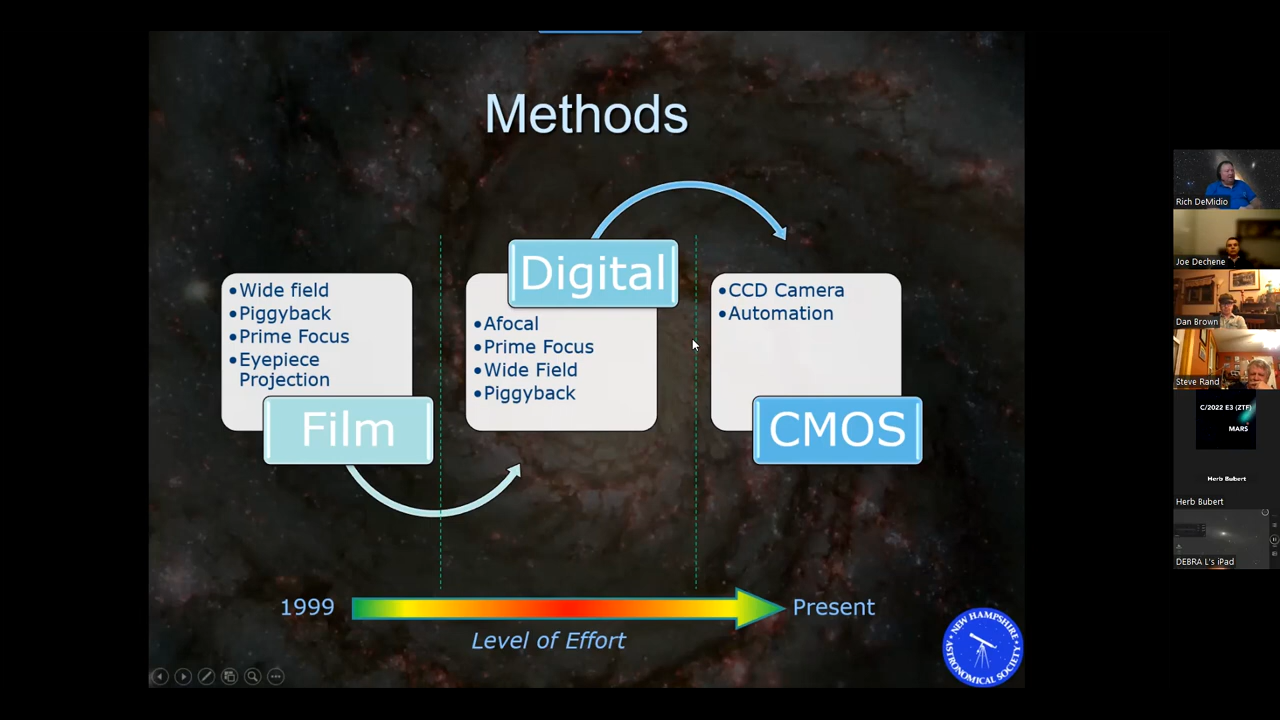 Methods
•Wide field
•Piggyback
•Prime Focus
•Eyepiece
Projection
Film
Digital
•Afocal
•Prime Focus
•Wide Field
•Piggyback
•CCD Camera
•Automation
CMOS
1999
Present
Level of Effort
NEW HAMPSHIRE
ASTRONOMICAL SOCIETY
Rich DeMidio
Joe Dechene
Dan Brown
Steve Rand
C/2022 E3 (ZTF)
MARS
Herb Bubert
Herb Bubert
DEBRA L's iPad